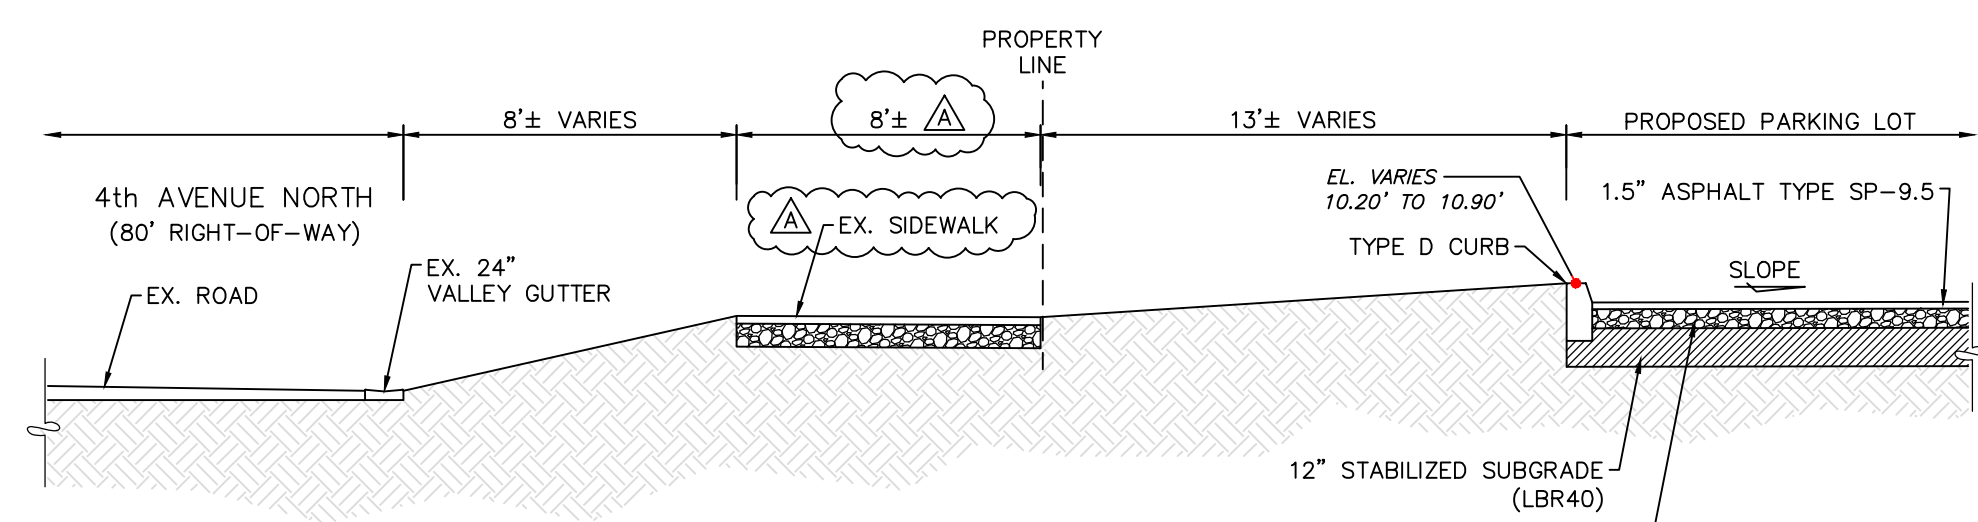 PROPERTY
LINE
8'± VARIES
8'± A
13'± VARIES
PROPOSED PARKING LOT
4th AVENUE NORTH
(80' RIGHT-OF-WAY)
A
EX. SIDEWALK
EL. VARIES
10.20' TO 10.90'
1.5" ASPHALT TYPE SP-9.5
TYPE D CURB
EX. 24"
VALLEY GUTTER
EX. ROAD
SLOPE
12" STABILIZED SUBGRADE
(LBR40)